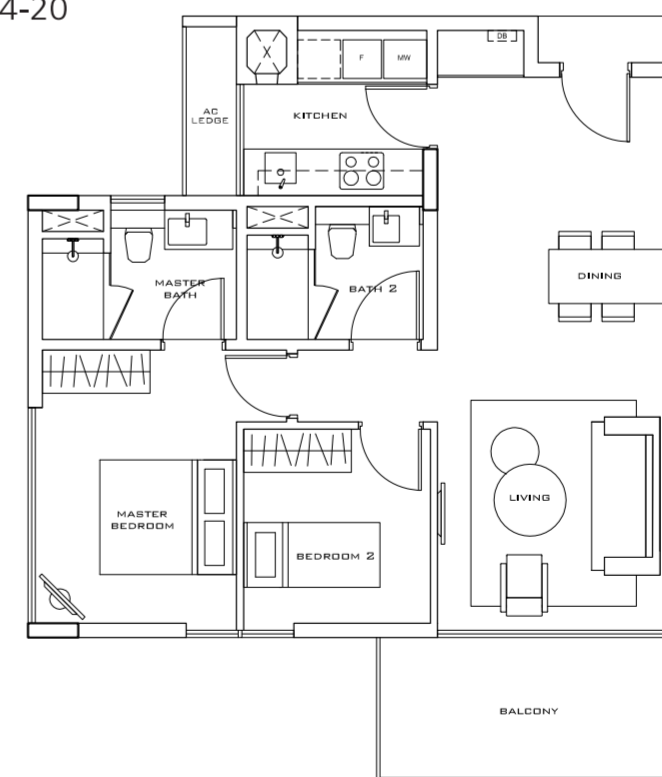 4-20
DB
F
MW
AC
LEDGE
KITCHEN
MASTER
BATH
BATH 2
DINING
MASTER
BEDROOM
BEDROOM 2
LIVING
BALCONY